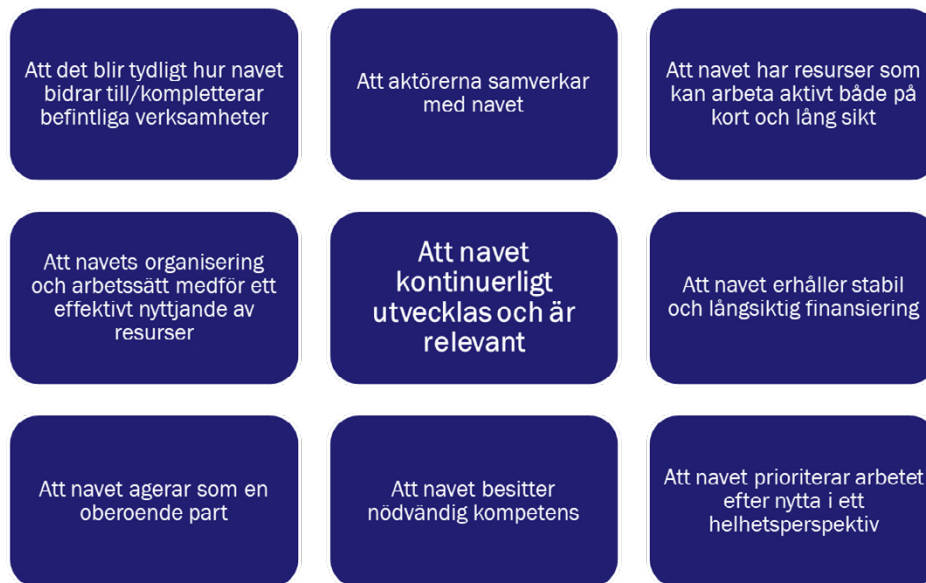 Att det blir tydligt hur navet
bidrar till/kompletterar
befintliga verksamheter
Att aktörerna samverkar
med navet
Att navet har resurser som
kan arbeta aktivt både på
kort och lång sikt
Att navets organisering
och arbetssätt medför ett
effektivt nyttjande av
resurser
Att navet
kontinuerligt
utvecklas och är
relevant
Att navet erhåller stabil
och långsiktig finansiering
Att navet agerar som en
oberoende part
Att navet besitter
nödvändig kompetens
Att navet prioriterar arbetet
efter nytta i ett
helhetsperspektiv